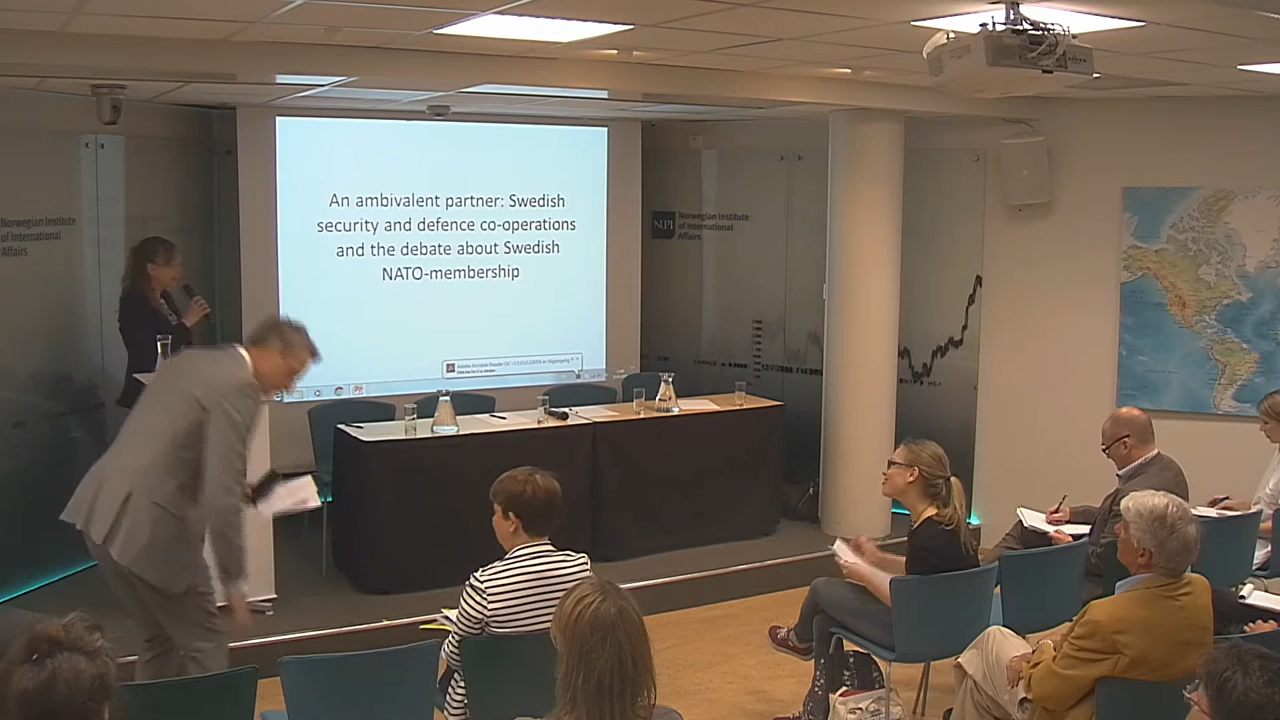 An ambivalent partner: Swedish
security and defence co-operations
and the debate about Swedish
NATO-membership
Norwegian Institute
of International
Affairs
NUPI
Norwegian Institute
of International
Affairs